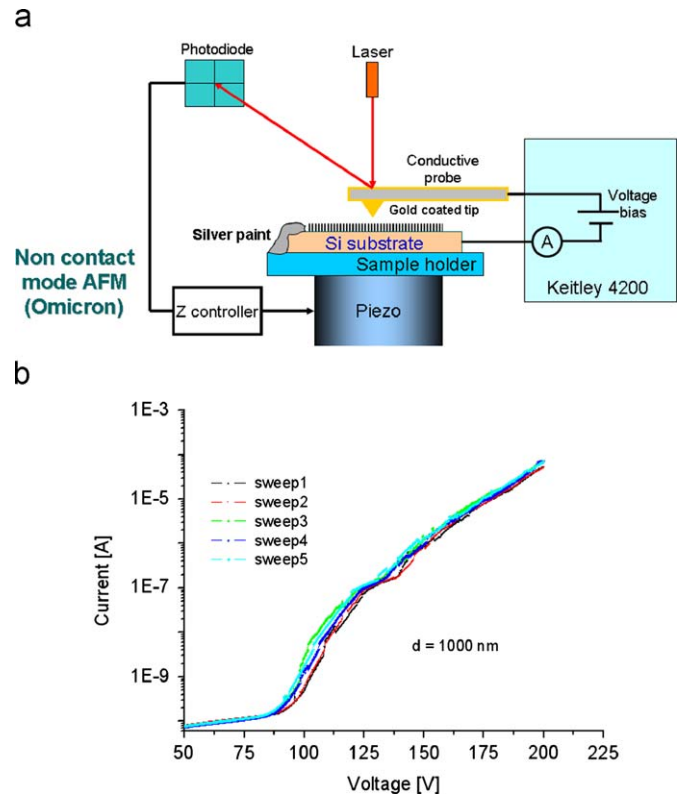 a
Photodiode
Laser
Conductive
probe
Gold coated tip
Voltage
bias
Silver paint
Si substrate
A
Sample holder
Non contact
mode AFM
(Omicron)
Keitley 4200
Z controller
Piezo
b
1E-3
1E-5
1E-7
1E-9
Current [A]
sweep1
sweep2
sweep3
sweep4
sweep5
d = 1000 nm
50 75 100 125 150 175 200 225
Voltage [V]